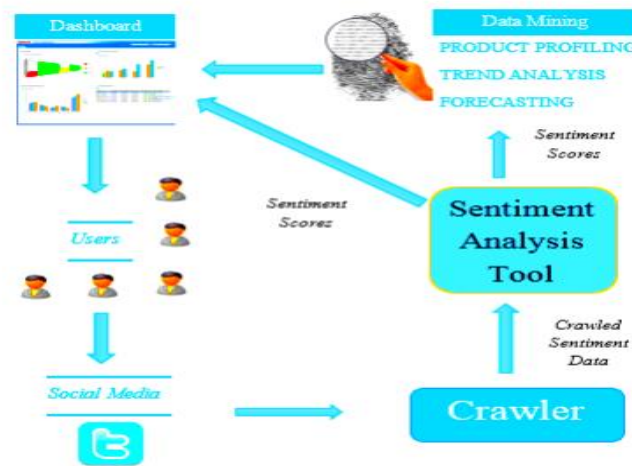 Dashboard
Data Mining
PRODUCT PROFILING
TREND ANALYSIS
FORECASTING
Sentiment
Scores
Sentiment
Scores
Sentiment
Analysis
Tool
Users
Crawled
Sentiment
Data
Social Media
Crawler
t